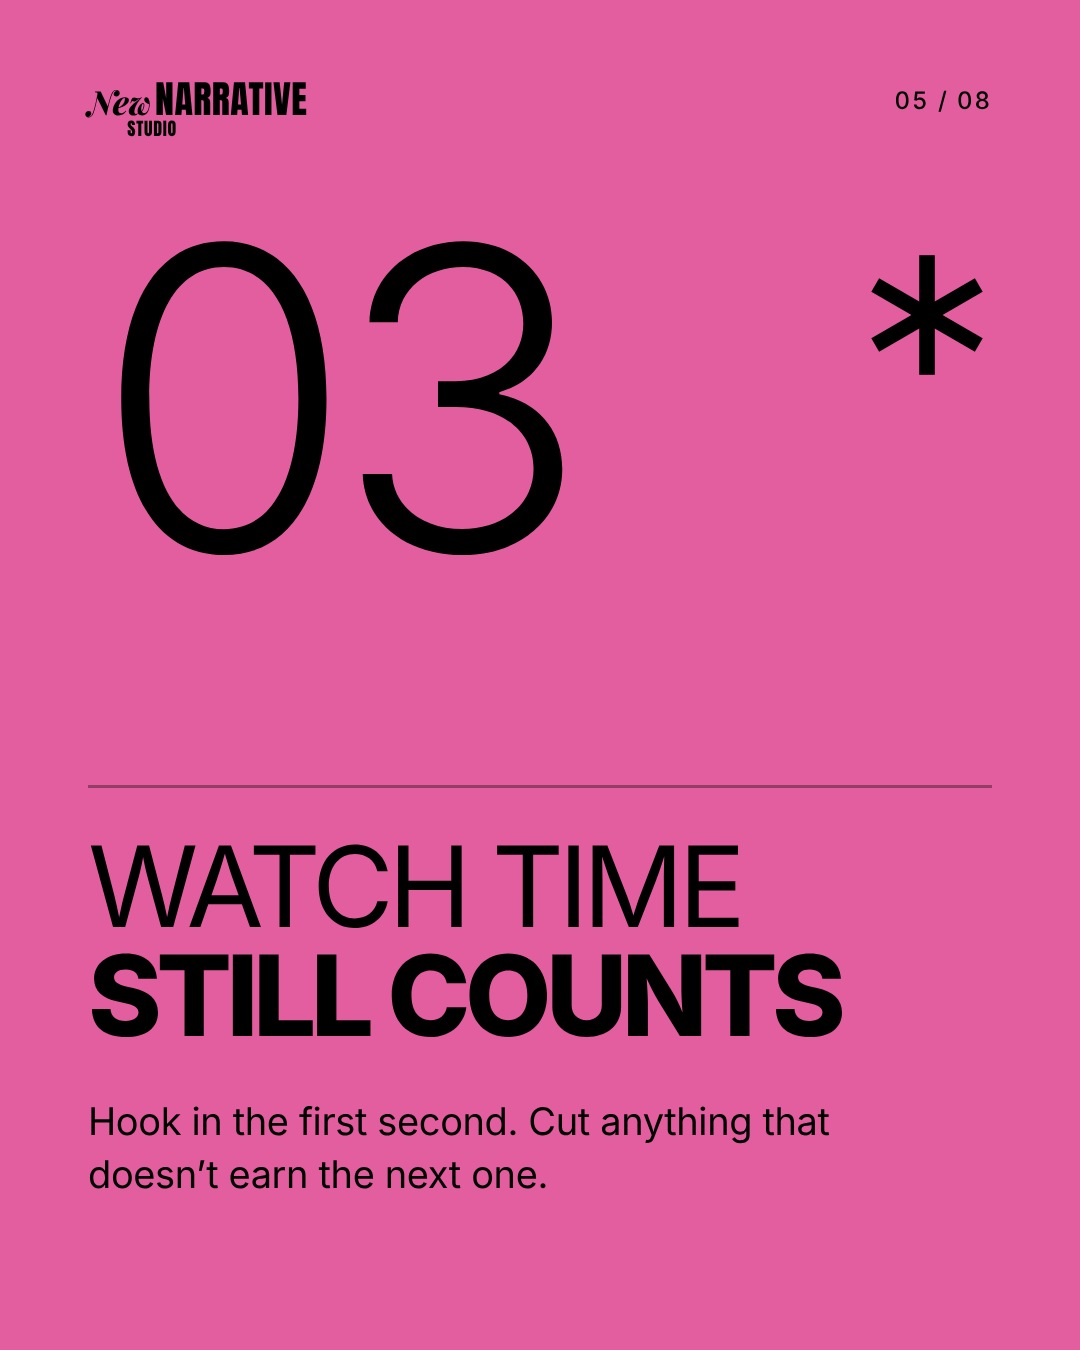 New NARRATIVE
STUDIO
05 / 08
03 *
WATCH TIME
STILL COUNTS
Hook in the first second. Cut anything that
doesn’t earn the next one.